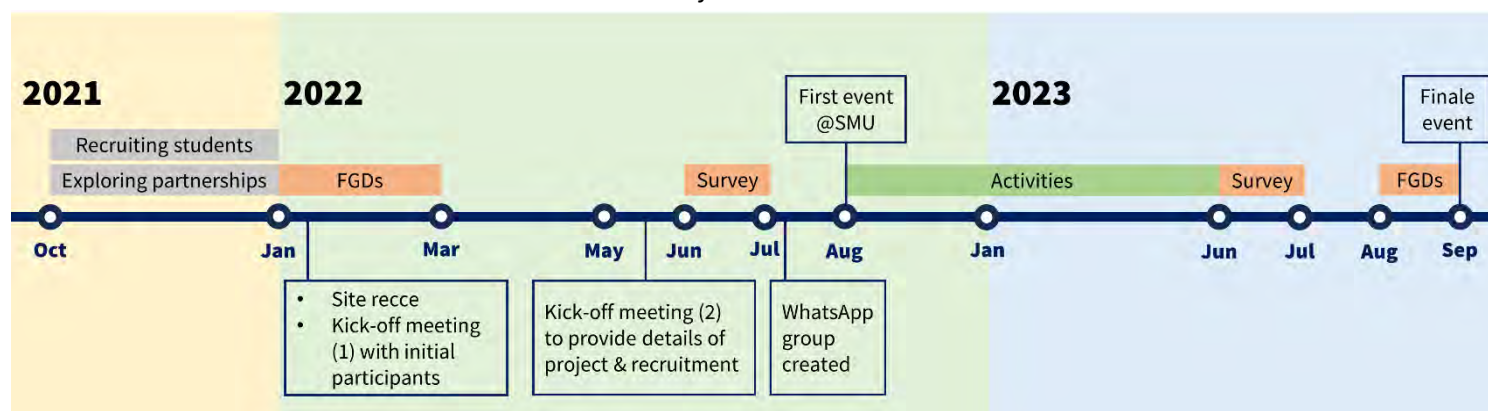 2021
2022
2023
First event
@SMU
Finale
event
Recruiting students
Exploring partnerships
FGDs
Survey
Activities
Survey
FGDs
Oct
Jan
Mar
May
Jun
Jul
Aug
Jan
Jun
Jul
Aug
Sep
• Site recce
• Kick-off meeting
(1) with initial
participants
Kick-off meeting (2)
to provide details of
project & recruitment
WhatsApp
group
created